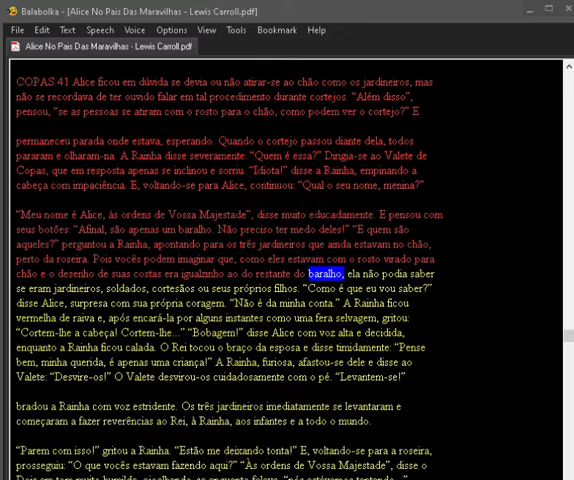 Balabolka - [Alice No Pais Das Maravilhas - Lewis Carroll.pdf]
File Edit Text Speech Voice Options View Bookmarks Tools Help
Alice No Pais Das Maravilhas - Lewis Carroll.pdf
COPAS 41 Alice ficou em dúvida se devia ou não atirar-se ao chão como os jardineiros, mas
não se recordava de ter ouvido falar em tal procedimento durante cortejos. “Além disso”,
pensou, “se as pessoas se atiram com o rosto para o chão, como podem ver o cortejo?” E
permaneceu parada onde estava, esperando. Quando o cortejo passou diante dela, todos
pararam e olharam-na. A Rainha disse severamente: “Quem é essa?” Dirigia-se ao Valete de
Copas, que em resposta apenas se inclinou e sorriu. “Idiota!” disse a Rainha, empinando a
cabeça com impaciência. E, voltando-se para Alice, continuou: “Qual o seu nome, menina?”
“Meu nome é Alice, às ordens de Vossa Majestade”, disse muito educadamente. E pensou com
seus botões: “Afinal, são apenas um baralho. Não preciso ter medo deles!” “E quem são
aqueles?” perguntou a Rainha, apontando para os três jardineiros que ainda estavam no chão,
perto da roseira. Pois vocês podem imaginar que, como eles estavam com o rosto virado para
chão e o desenho de suas costas era igualzinho ao do restante do baralho, ela não podia saber
se eram jardineiros, soldados, cortesãos ou seus próprios filhos. “Como é que eu vou saber?”
disse Alice, surpresa com sua própria coragem. “Não é da minha conta.” A Rainha ficou
vermelha de raiva e, após encará-la por alguns instantes como uma fera selvagem, gritou:
“Cortem-lhe a cabeça! Cortem-lhe...” “Bobagem!” disse Alice com voz alta e decidida,
enquanto a Rainha ficou calada. O Rei tocou o braço da esposa e disse timidamente: “Pense
bem, minha querida, é apenas uma criança!” A Rainha, furiosa, afastou-se dele e disse ao
Valete: “Desvire-os!” O Valete desvirou-os cuidadosamente com o pé. “Levantem-se!”
bradou a Rainha com voz estridente. Os três jardineiros imediatamente se levantaram e
começaram a fazer reverências ao Rei, à Rainha, aos infantes e a todo o mundo.
“Parem com isso!” gritou a Rainha. “Estão me deixando tonta!” E, voltando-se para a roseira,
prosseguiu: “O que vocês estavam fazendo aqui?” “Às ordens de Vossa Majestade”, disse o